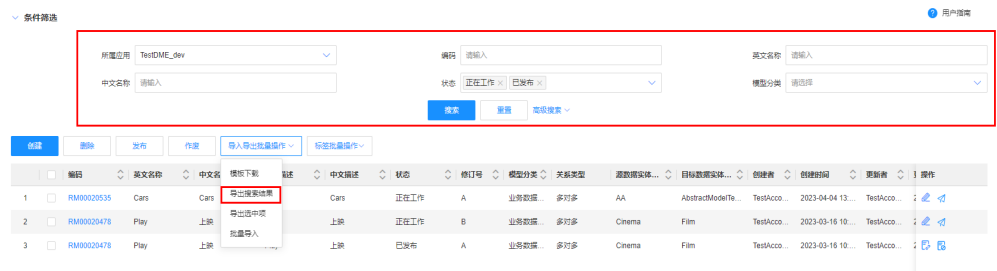 条件筛选 用户指南
所属应用 TestDME_dev 编码 请输入 英文名称 请输入
中文名称 请输入 状态 正在工作 × 已发布 × 模型分类 请选择
搜索 重置 高级搜索
创建 删除 发布 作废 导入导出批量操作 标签批量操作
编码 英文名称 中文名 描述 中文描述 状态 修订号 模型分类 关系类型 源数据实体... 目标数据实体... 创建者 创建时间 更新者 操作
模板下载
导出搜索结果
导出选中项
批量导入
1 RM00020535 Cars Cars Cars 正在工作 A 业务数据... 多对多 AA AbstractModelTe... TestAcco... 2023-04-04 13:... TestAcco...
2 RM00020478 Play 上映 上映 正在工作 B 业务数据... 多对多 Cinema Film TestAcco... 2023-03-16 10:... TestAcco...
3 RM00020478 Play 上映 上映 已发布 A 业务数据... 多对多 Cinema Film TestAcco... 2023-03-16 10:... TestAcco...